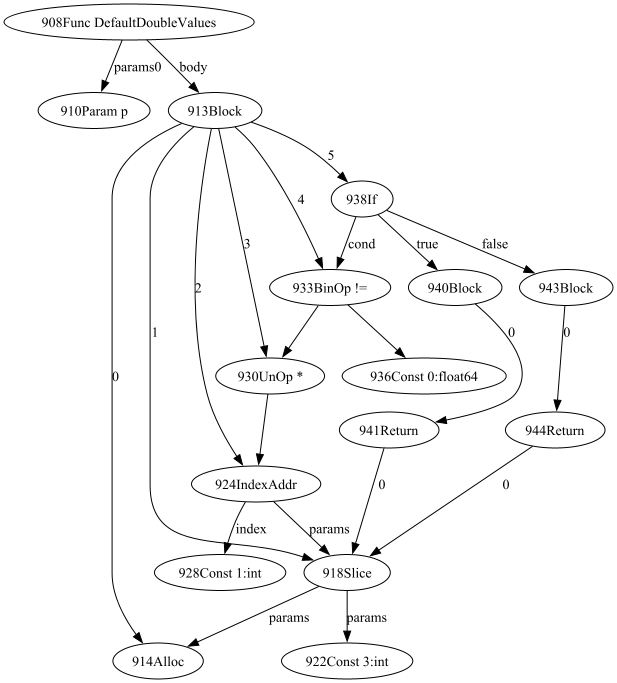 908Func DefaultDoubleValues
params0
body
910Param p
913Block
5
938If
4
cond
true
false
3
2
933BinOp !=
940Block
943Block
1
0
0
0
930UnOp *
936Const 0:float64
941Return
944Return
924IndexAddr
0
0
index
params
928Const 1:int
918Slice
params
params
914Alloc
922Const 3:int